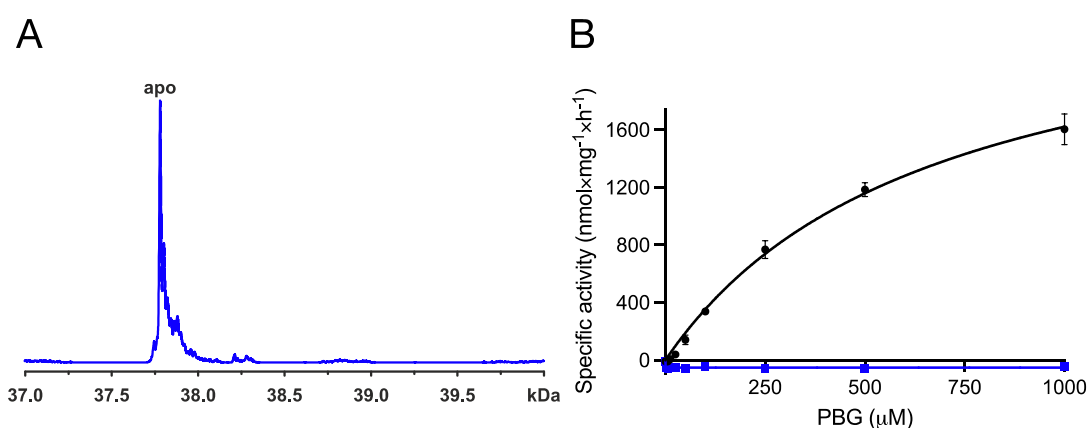 A
apo
37.0 37.5 38.0 38.5 39.0 39.5 kDa
B
Specific activity (nmol×mg⁻¹×h⁻¹)
1600
1200
800
400
0
250 500 750 1000
PBG (μM)